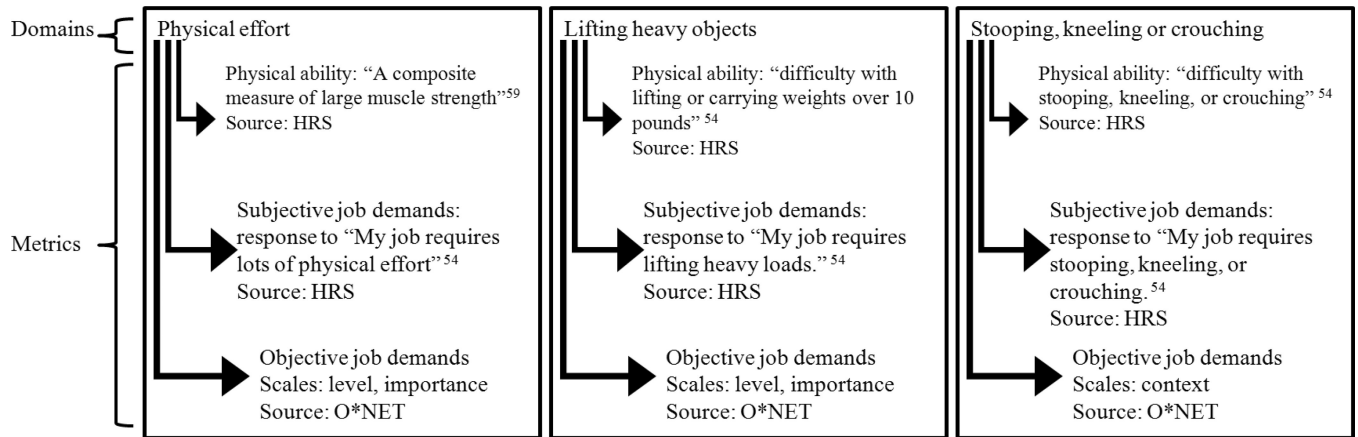 Domains
Metrics
Physical effort
Physical ability: “A composite
measure of large muscle strength”59
Source: HRS
Subjective job demands:
response to “My job requires
lots of physical effort” 54
Source: HRS
Objective job demands
Scales: level, importance
Source: O*NET
Lifting heavy objects
Physical ability: “difficulty with
lifting or carrying weights over 10
pounds” 54
Source: HRS
Subjective job demands:
response to “My job requires
lifting heavy loads.” 54
Source: HRS
Objective job demands
Scales: level, importance
Source: O*NET
Stooping, kneeling or crouching
Physical ability: “difficulty with
stooping, kneeling, or crouching” 54
Source: HRS
Subjective job demands:
response to “My job requires
stooping, kneeling, or
crouching. 54
Source: HRS
Objective job demands
Scales: context
Source: O*NET